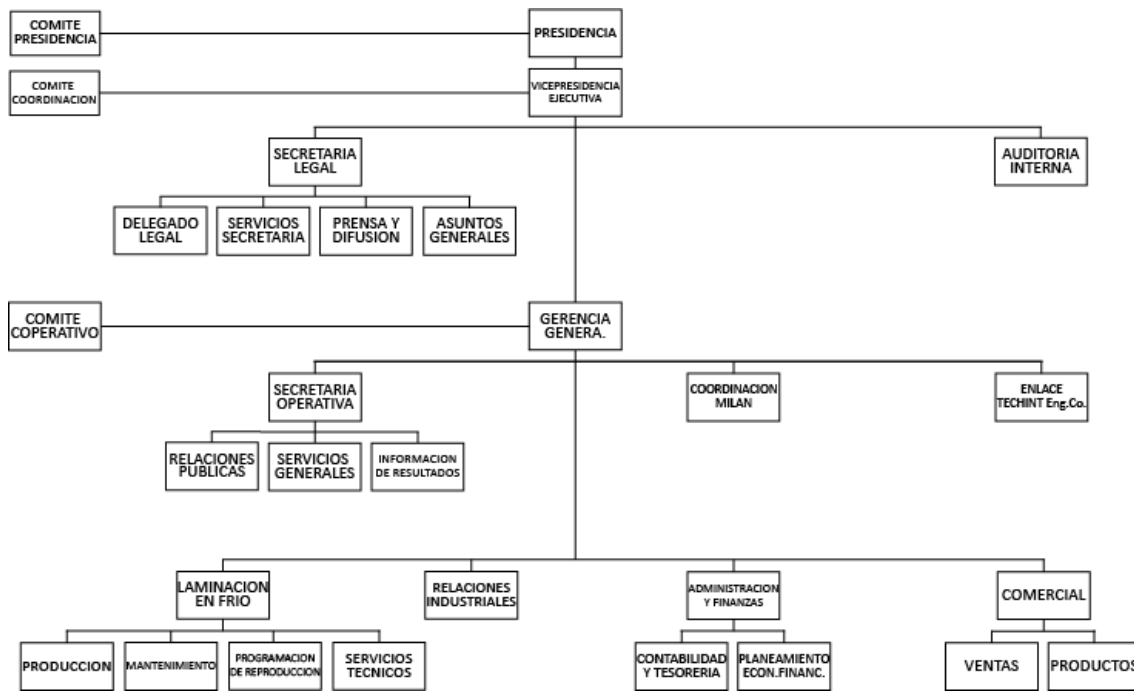 COMITE
PRESIDENCIA
PRESIDENCIA
COMITE
COORDINACION
VICEPRESIDENCIA
EJECUTIVA
SECRETARIA
LEGAL
AUDITORIA
INTERNA
DELEGADO
LEGAL
SERVICIOS
SECRETARIA
PRENSA Y
DIFUSION
ASUNTOS
GENERALES
COMITE
COPERATIVO
GERENCIA
GENERA.
SECRETARIA
OPERATIVA
COORDINACION
MILAN
ENLACE
TECHINT Eng.Co.
RELACIONES
PUBLICAS
SERVICIOS
GENERALES
INFORMACION
DE RESULTADOS
LAMINACION
EN FRIO
RELACIONES
INDUSTRIALES
ADMINISTRACION
Y FINANZAS
COMERCIAL
PRODUCCION
MANTENIMIENTO
PROGRAMACION
DE REPRODUCCION
SERVICIOS
TECNICOS
CONTABILIDAD
Y TESORERIA
PLANEAMIENTO
ECON.FINANC.
VENTAS
PRODUCTOS